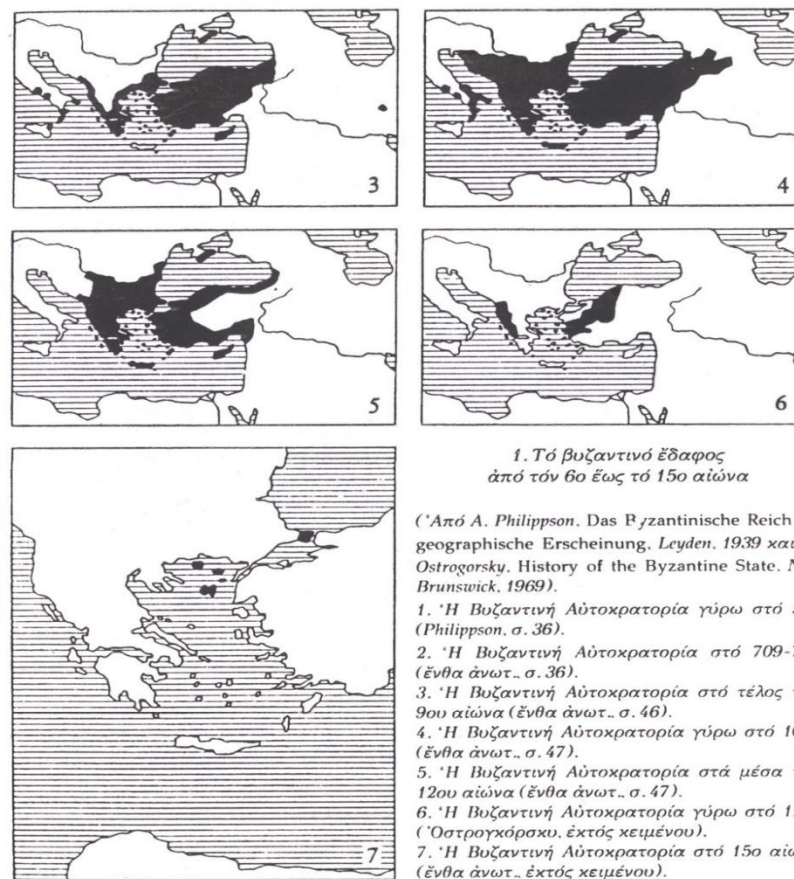 3
4
5
6
7
1. Τό βυζαντινό ἔδαφος
ἀπό τόν 6ο ἕως τό 15ο αἰώνα
(Ἀπό A. Philippson. Das Byzantinische Reich
geographische Erscheinung. Leyden. 1939 και
Ostrogorsky. History of the Byzantine State.
Brunswick. 1969).
1. Ἡ Βυζαντινή Αὐτοκρατορία γύρω στό
(Philippson, σ. 36).
2. Ἡ Βυζαντινή Αὐτοκρατορία στό 709-
(ἔνθα ἀνωτ., σ. 36).
3. Ἡ Βυζαντινή Αὐτοκρατορία στό τέλος
9ου αἰώνα (ἔνθα ἀνωτ., σ. 46).
4. Ἡ Βυζαντινή Αὐτοκρατορία γύρω στό
(ἔνθα ἀνωτ., σ. 47).
5. Ἡ Βυζαντινή Αὐτοκρατορία στά μέσα
12ου αἰώνα (ἔνθα ἀνωτ., σ. 47).
6. Ἡ Βυζαντινή Αὐτοκρατορία γύρω στό
(Ὀστρογκόρσκυ. ἐκτός κειμένου).
7. Ἡ Βυζαντινή Αὐτοκρατορία στό 15ο
(ἔνθα ἀνωτ., ἐκτός κειμένου).